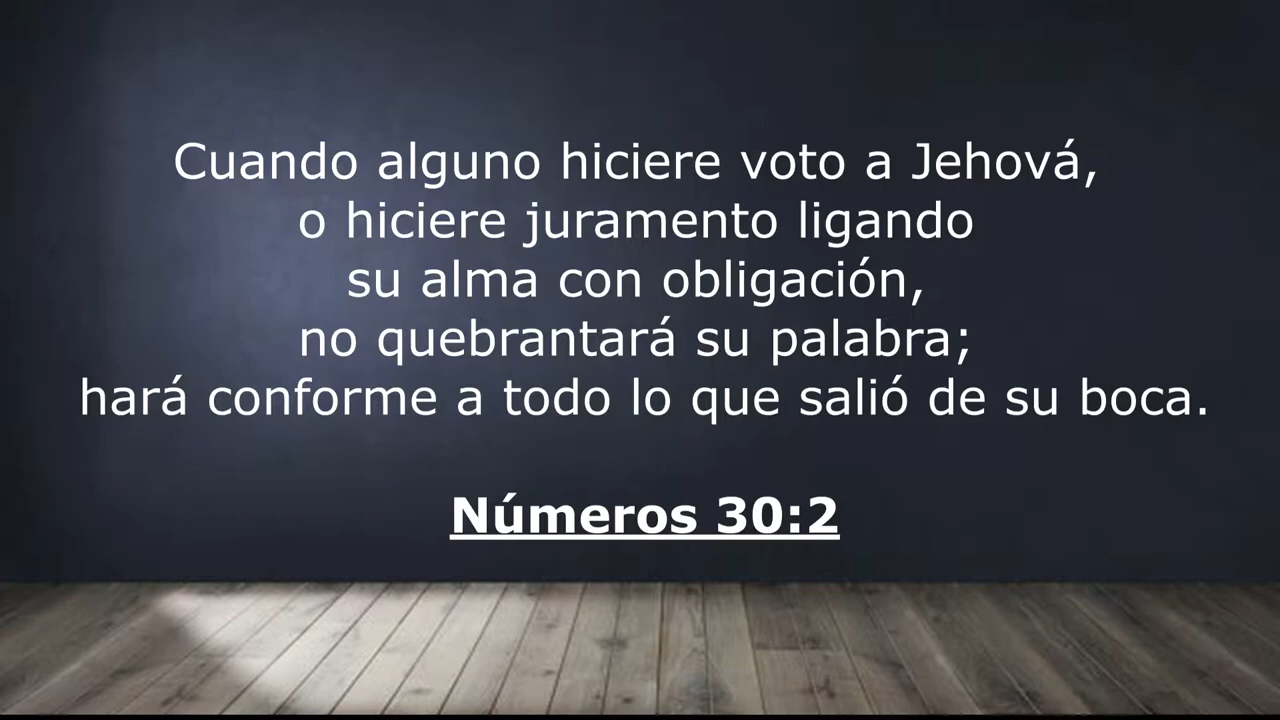 Cuando alguno hiciere voto a Jehová,
o hiciere juramento ligando
su alma con obligación,
no quebrantará su palabra;
hará conforme a todo lo que salió de su boca.
Números 30:2